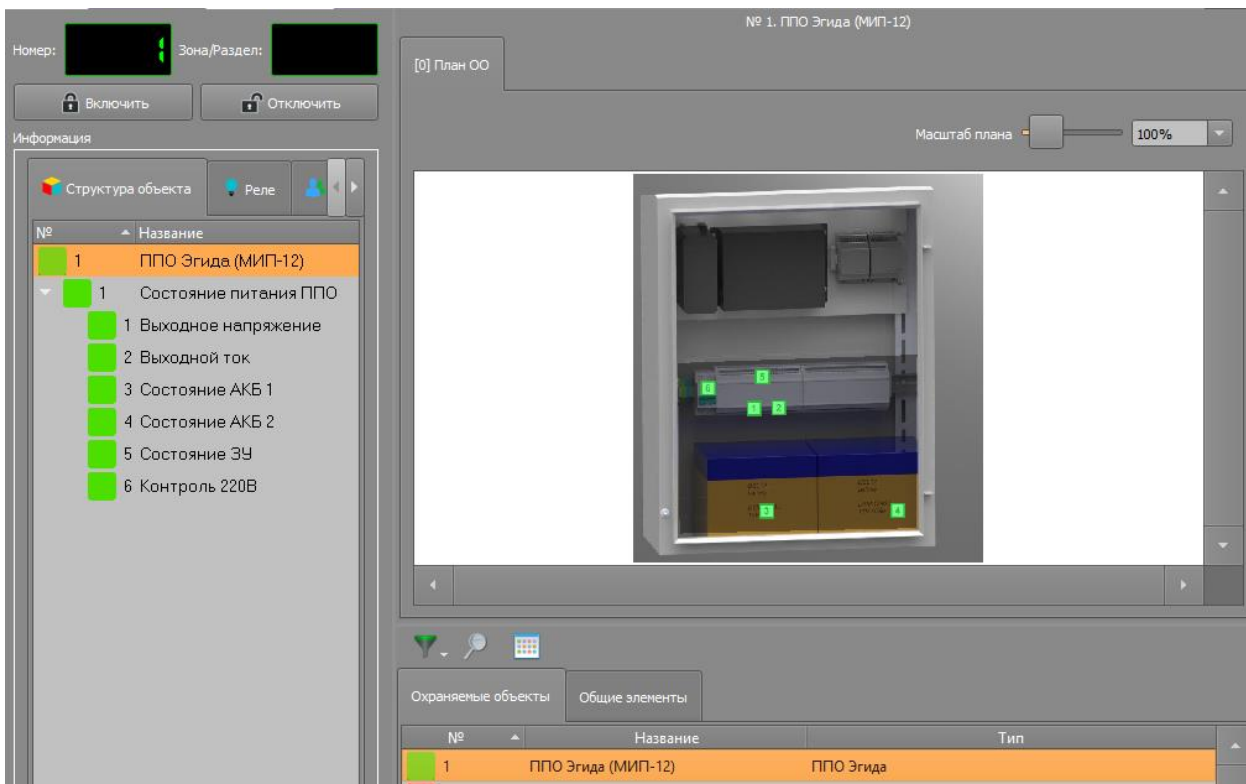 № 1. ППО Эгида (МИП-12)
Номер:
1
Зона/Раздел:
Включить
Отключить
Информация
Структура объекта
Реле
№
Название
1 ППО Эгида (МИП-12)
1 Состояние питания ППО
1 Выходное напряжение
2 Выходной ток
3 Состояние АКБ 1
4 Состояние АКБ 2
5 Состояние ЗУ
6 Контроль 220В
[0] План ОО
Масштаб плана
100%
5
6
1
2
3
4
Охраняемые объекты
Общие элементы
№
Название
Тип
1 ППО Эгида (МИП-12) ППО Эгида